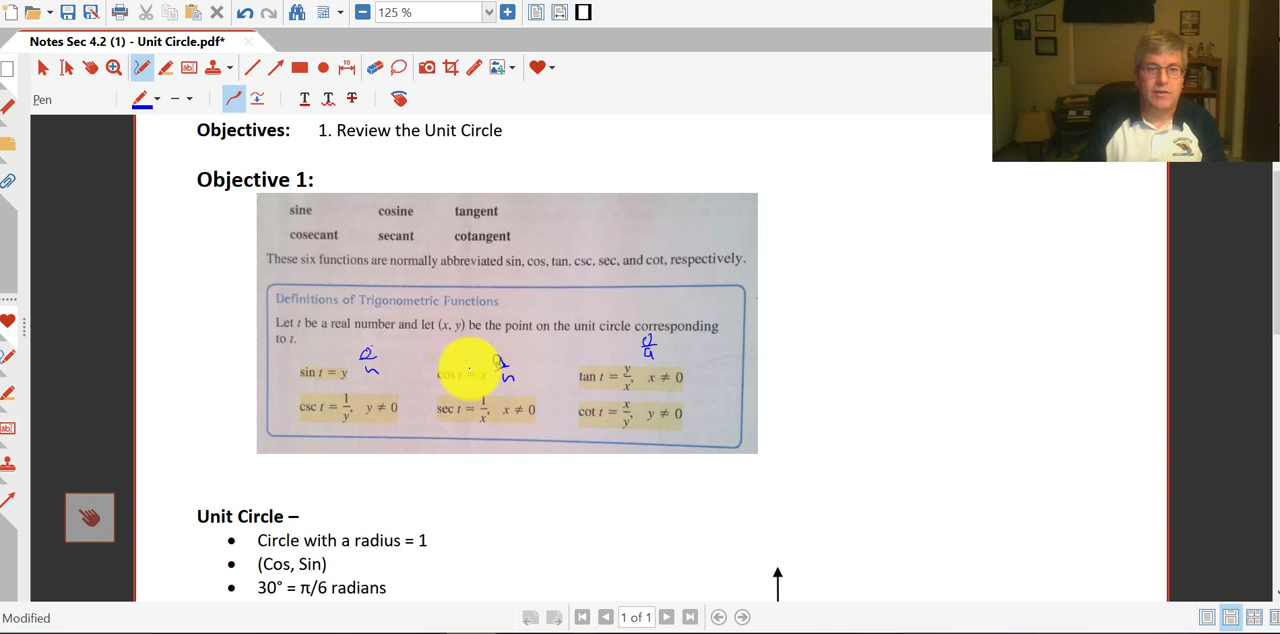 125 %
Notes Sec 4.2 (1) - Unit Circle.pdf*
Pen
Objectives: 1. Review the Unit Circle
Objective 1:
sine cosine tangent
cosecant secant cotangent
These six functions are normally abbreviated sin, cos, tan, csc, sec, and cot, respectively.
Definitions of Trigonometric Functions
Let t be a real number and let (x, y) be the point on the unit circle corresponding
to t.
sin t = y O/h cos t = x a/h tan t = y/x, x ≠ 0 O/a
csc t = 1/y, y ≠ 0 sec t = 1/x, x ≠ 0 cot t = x/y, y ≠ 0
Unit Circle –
• Circle with a radius = 1
• (Cos, Sin)
• 30° = π/6 radians
Modified
1 of 1